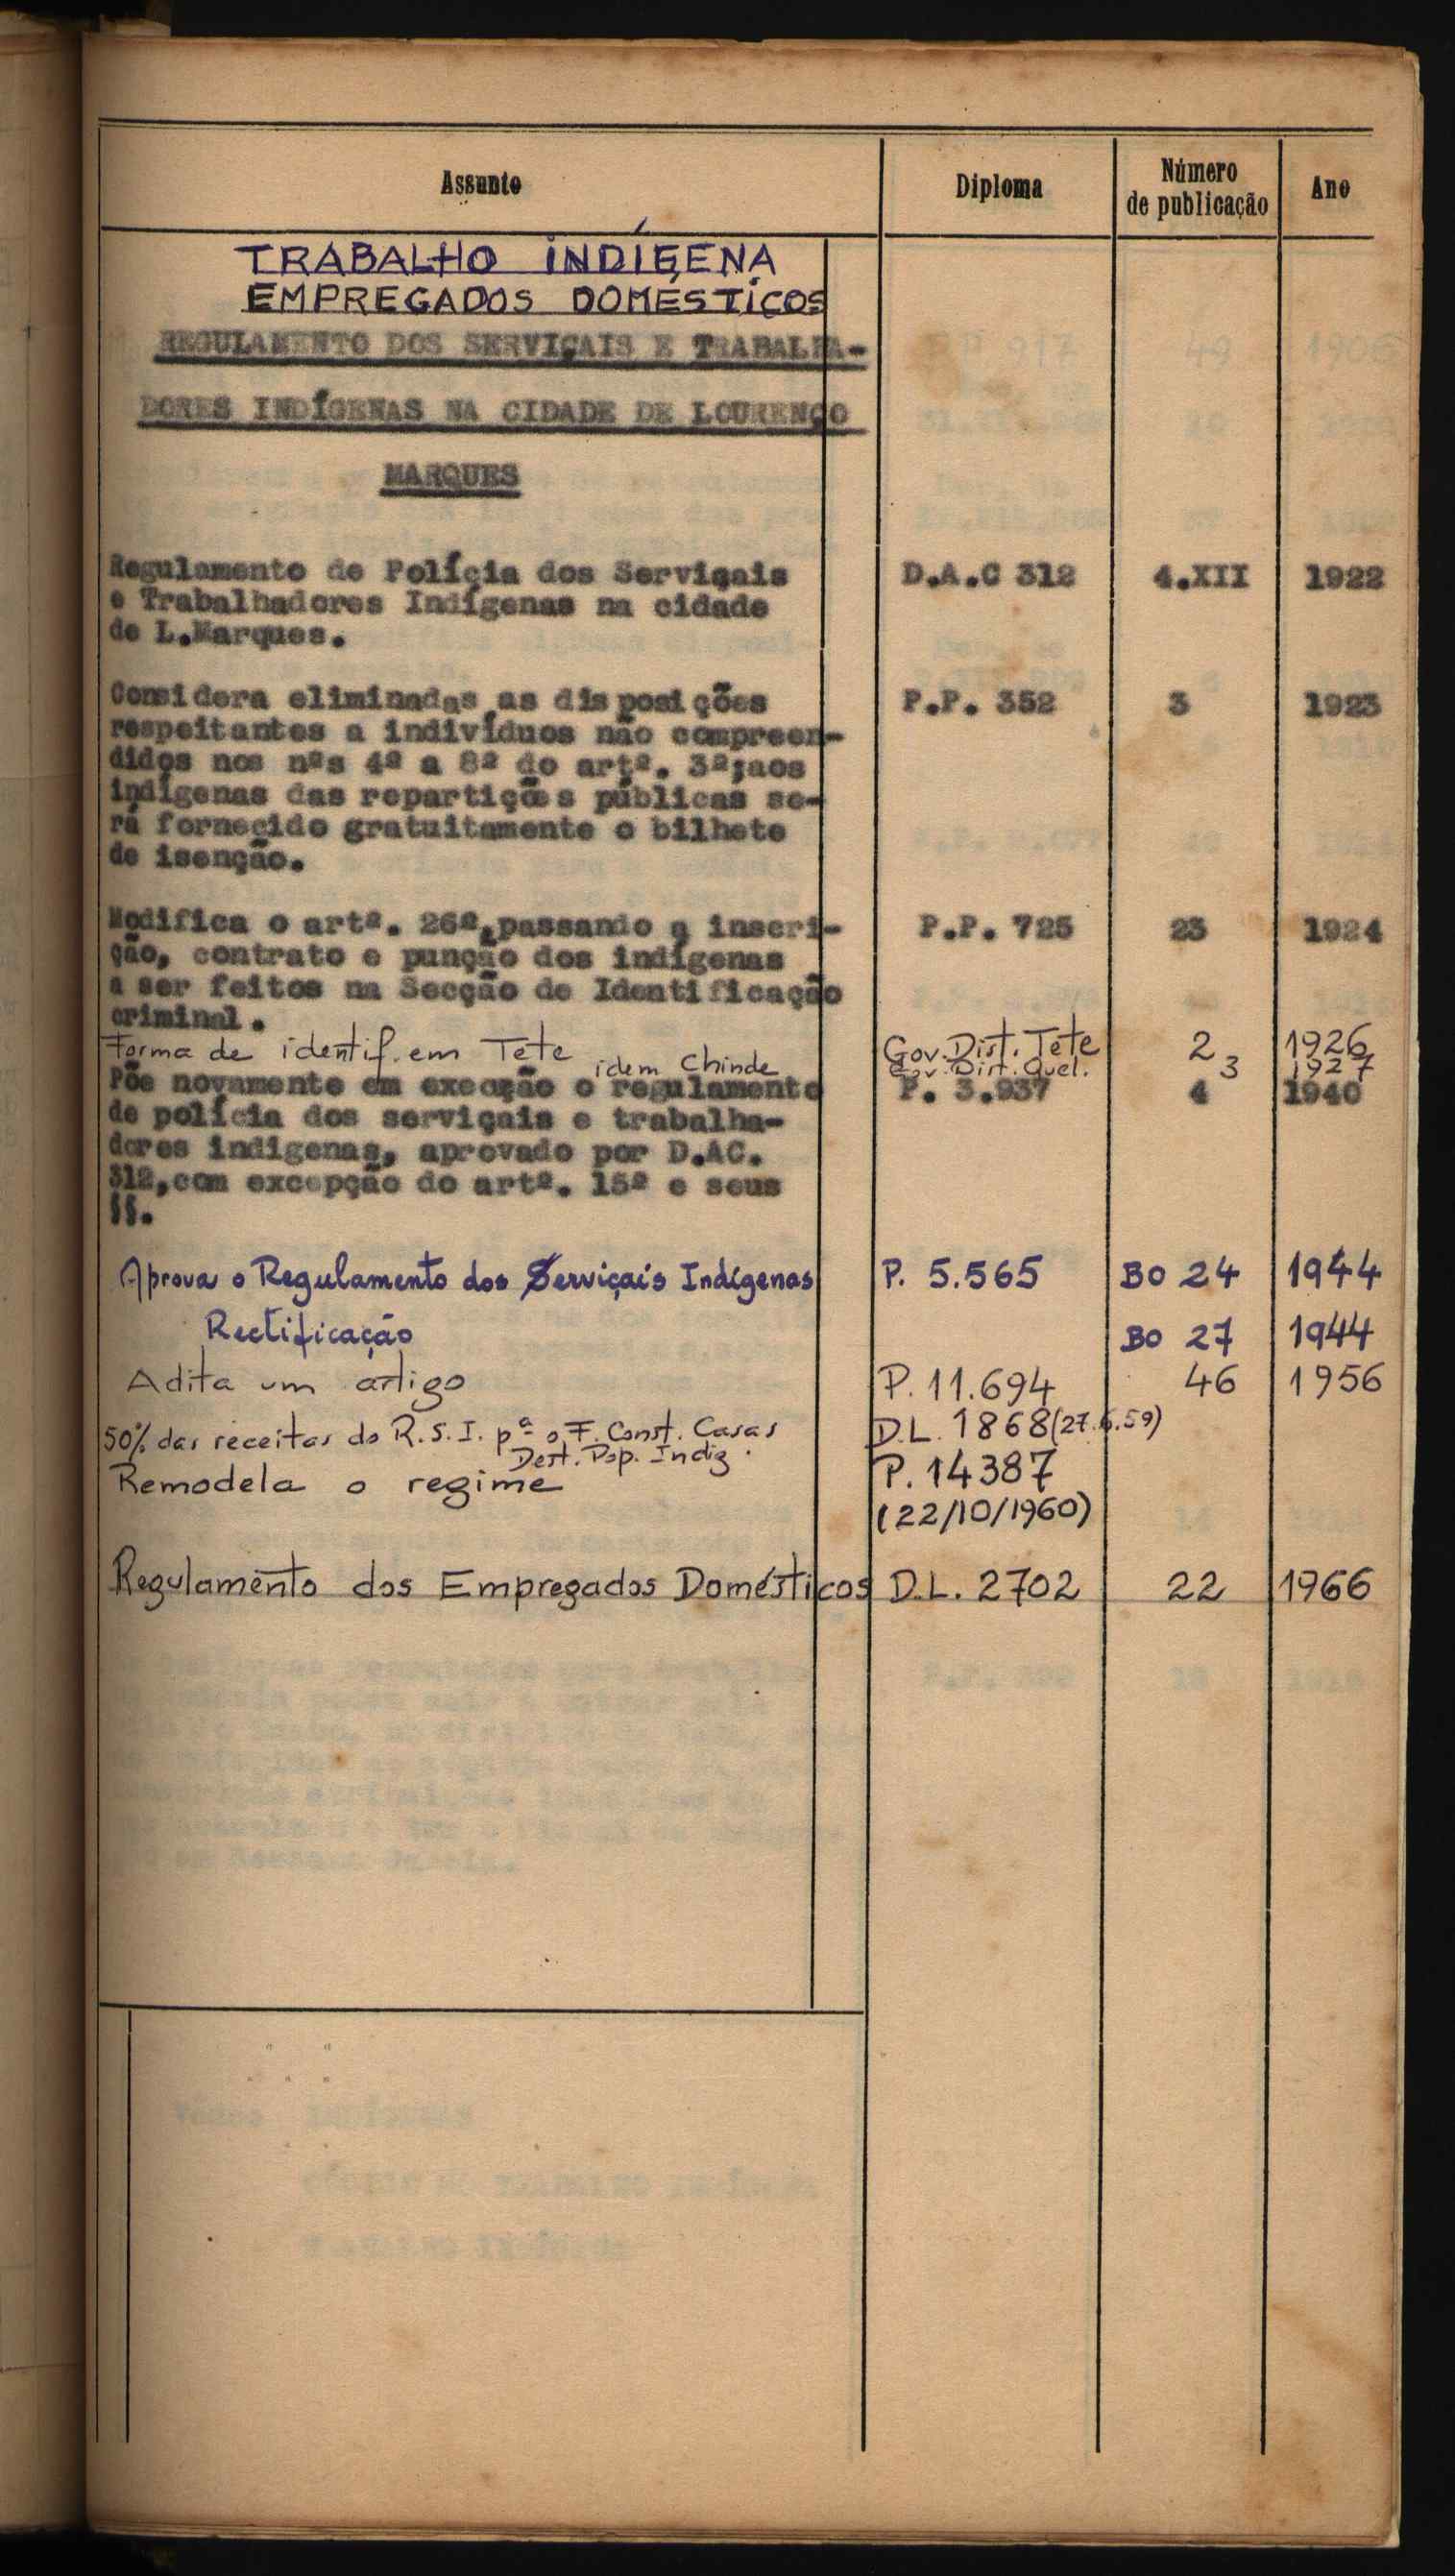 Assunto Diploma Número de publicação Ano
TRABALHO INDÍGENA
EMPREGADOS DOMÉSTICOS
REGULAMENTO DOS SERVIÇAIS E TRABALHA-
DORES INDÍGENAS NA CIDADE DE LOURENÇO
MARQUES
Regulamento de Polícia dos Serviçais D.A.C 312 4.XII 1922
e Trabalhadores Indígenas na cidade
de L.Marques.
Considera eliminadas as disposições P.P. 352 3 1923
respeitantes a indivíduos não compreen-
didos nos nºs 4º a 8º do artº. 3º;aos
indígenas das repartições públicas se-
rá fornecido gratuitamente o bilhete
de isenção.
Modifica o artº. 26º,passando a inscri- P.P. 725 23 1924
ção, contrato e punção dos indígenas
a ser feitos na Secção de Identificação
criminal.
Forma de identif. em Tete Gov. Dist. Tete 2 1926
idem Chinde Gov. Dist. Quel. 3 1927
Põe novamente em execução o regulamento P. 3.937 4 1940
de polícia dos serviçais e trabalha-
dores indigenas, aprovado por D.AC.
312,com excepção do artº. 15º e seus
§§.
Aprova o Regulamento dos Serviçais Indígenas P. 5.565 BO 24 1944
Rectificação BO 27 1944
Adita um artigo P. 11.694 46 1956
50% das receitas do R.S.I. pª o F. Const. Casas D.L. 1868 (27.6.59)
Dest. Pop. Indig.
Remodela o regime P. 14387
(22/10/1960)
Regulamento dos Empregados Domésticos D.L. 2702 22 1966